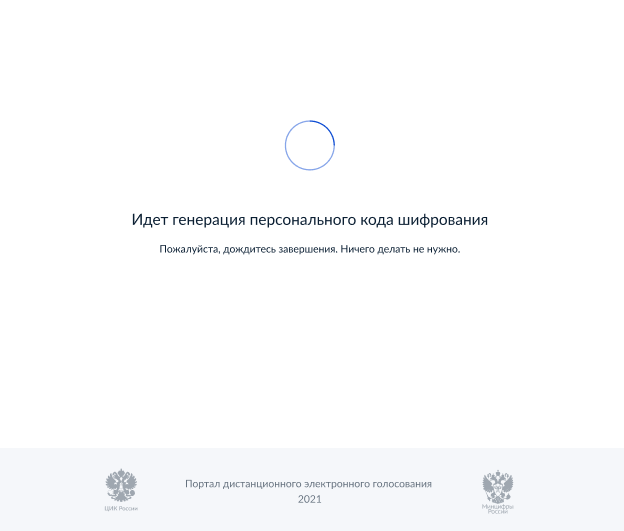 Идет генерация персонального кода шифрования
Пожалуйста, дождитесь завершения. Ничего делать не нужно.
ЦИК России
Портал дистанционного электронного голосования
2021
Минцифры
России